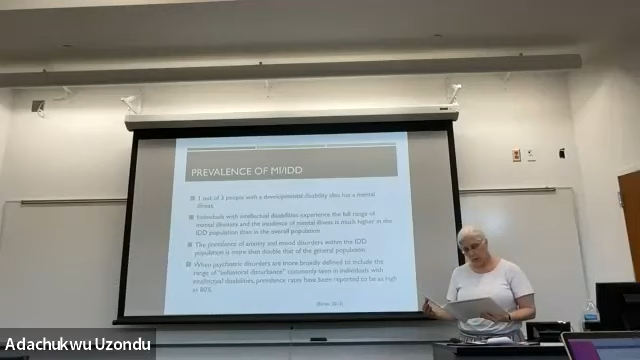 PREVALENCE OF MI/IDD
1 out of 3 people with a developmental disability also has a mental
illness.
Individuals with intellectual disabilities experience the full range of
mental illnesses and the incidence of mental illness is much higher in the
IDD population than in the overall population.
The prevalence of anxiety and mood disorders within the IDD
population is more than double that of the general population.
When psychiatric disorders are more broadly defined to include the
range of "behavioral disturbance" commonly seen in individuals with
intellectual disabilities, prevalence rates have been reported to be as high
as 80%.
Adachukwu Uzondu